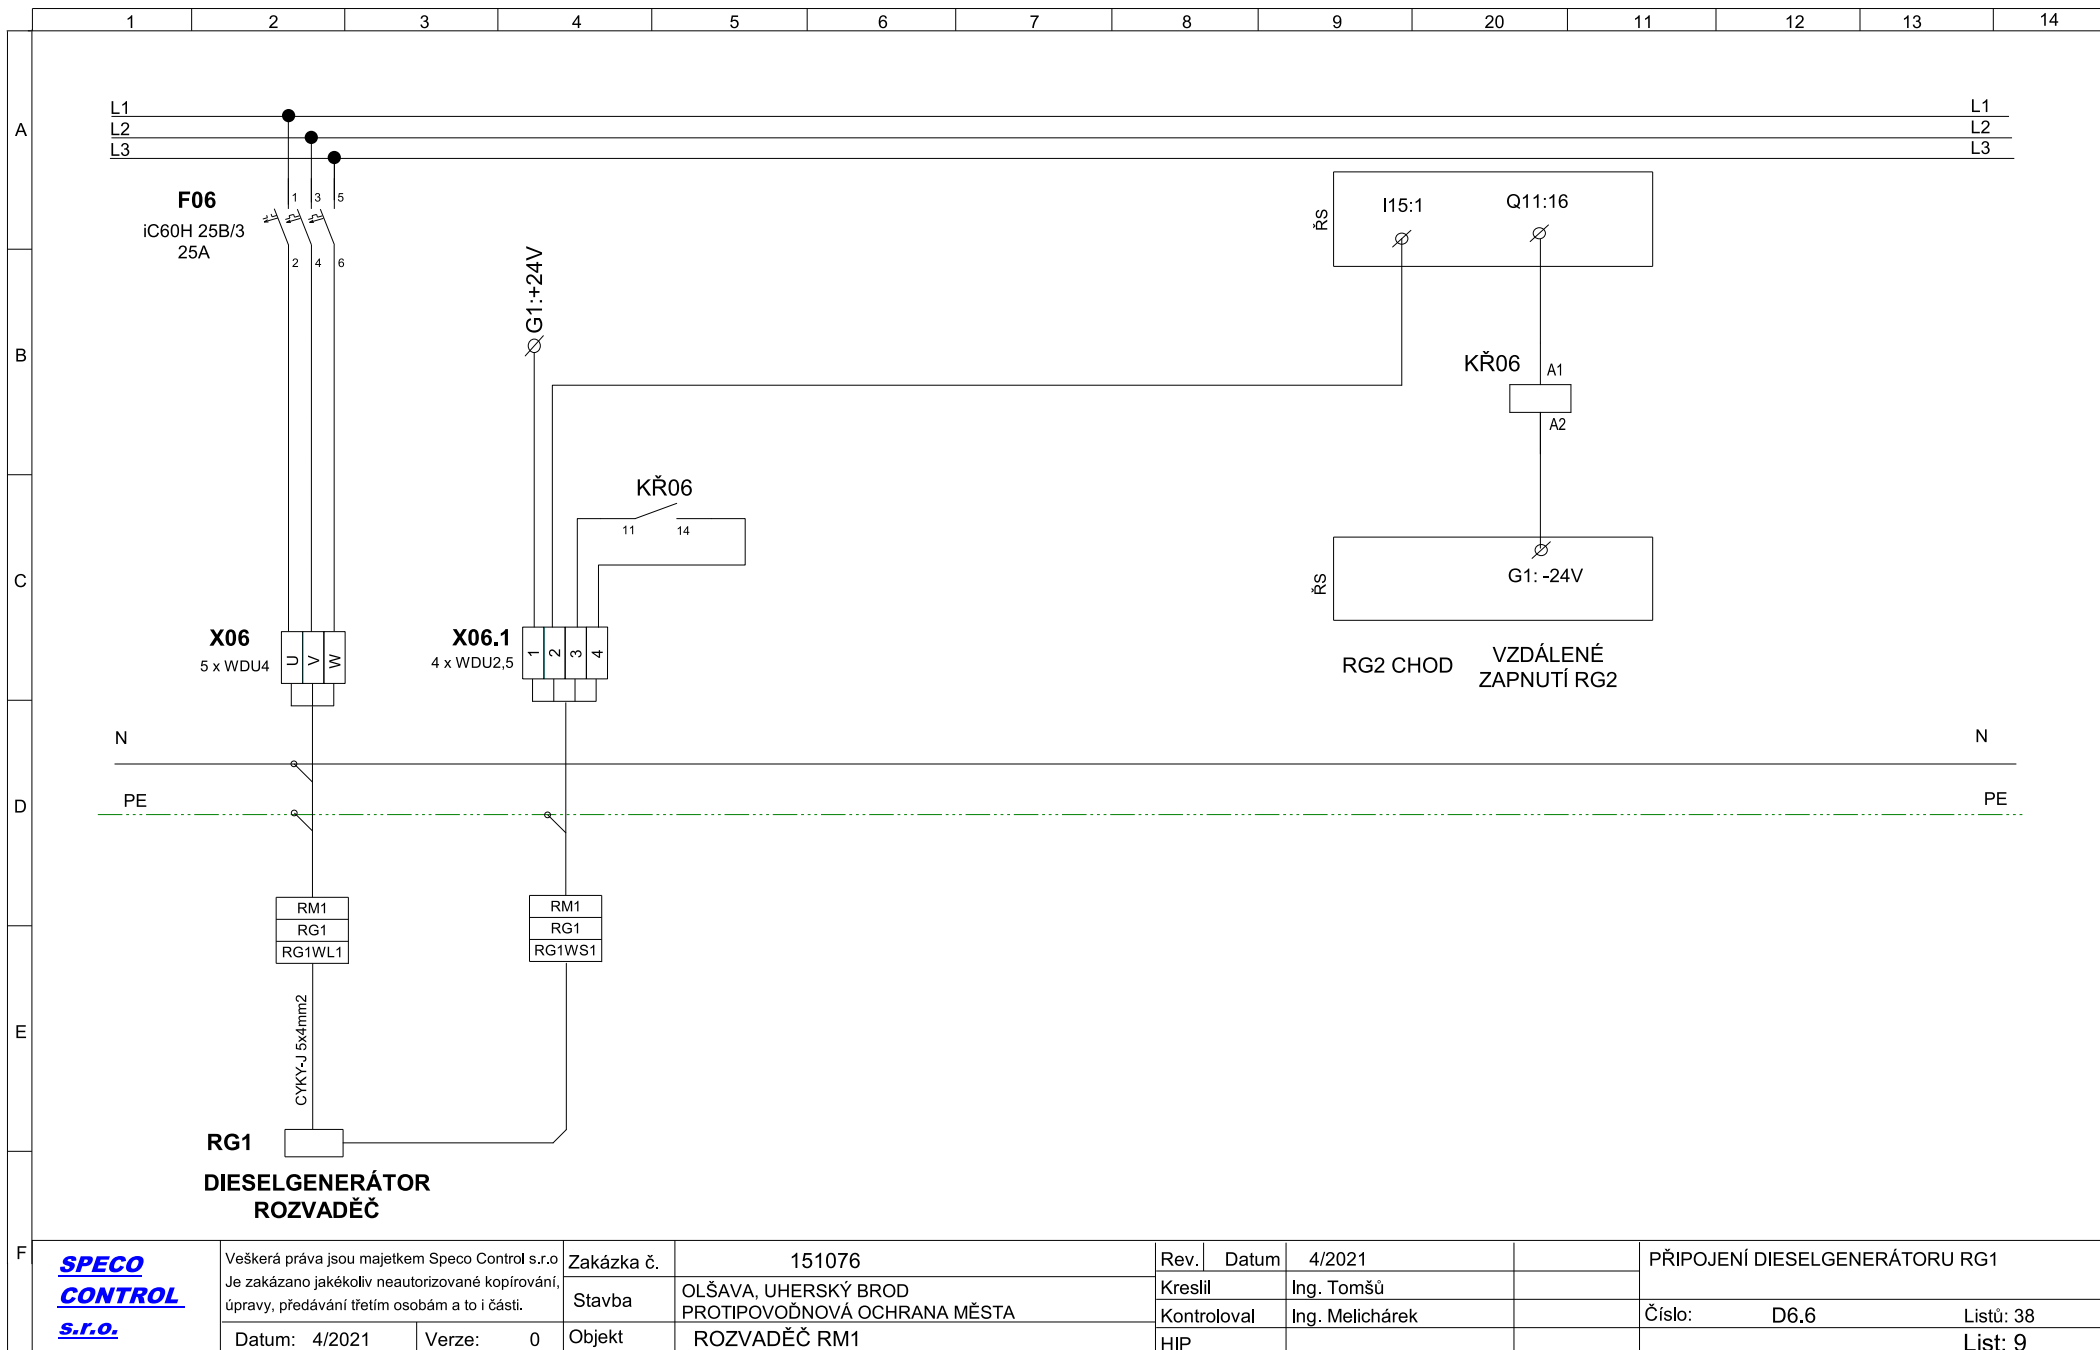 1 2 3 4 5 6 7 8 9 20 11 12 13 14
A
B
C
D
E
F
L1 L1
L2 L2
L3 L3
F06
iC60H 25B/3
25A
1 3 5
2 4 6
G1:+24V
ŘS
I15:1 Q11:16
KŘ06
A1
A2
KŘ06
11 14
ŘS
G1: -24V
X06
5 x WDU4
U V W
X06.1
4 x WDU2,5
1 2 3 4
RG2 CHOD
VZDÁLENÉ
ZAPNUTÍ RG2
N N
PE PE
RM1
RG1
RG1WL1
RM1
RG1
RG1WS1
CYKY-J 5x4mm2
RG1
DIESELGENERÁTOR
ROZVADĚČ
SPECO
CONTROL
s.r.o.
Veškerá práva jsou majetkem Speco Control s.r.o
Je zakázano jakékoliv neautorizované kopírování,
úpravy, předávání třetím osobám a to i části.
Datum: 4/2021 Verze: 0
Zakázka č. 151076
Stavba OLŠAVA, UHERSKÝ BROD
PROTIPOVOĎNOVÁ OCHRANA MĚSTA
Objekt ROZVADĚČ RM1
Rev. Datum 4/2021
Kreslil Ing. Tomšů
Kontroloval Ing. Melichárek
HIP
PŘIPOJENÍ DIESELGENERÁTORU RG1
Číslo: D6.6 Listů: 38
List: 9